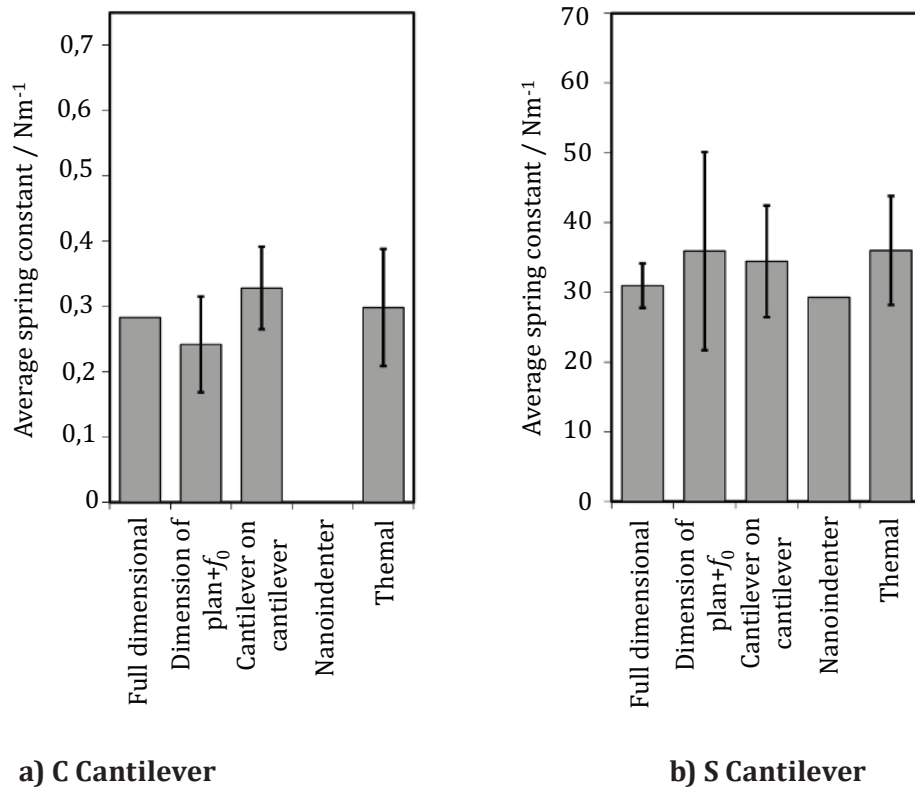 Average spring constant / Nm⁻¹
0,7
0,6
0,5
0,4
0,3
0,2
0,1
0
Full dimensional
Dimension of
plan+f₀
Cantilever on
cantilever
Nanoindenter
Themal
a) C Cantilever
Average spring constant / Nm⁻¹
70
60
50
40
30
20
10
0
Full dimensional
Dimension of
plan+f₀
Cantilever on
cantilever
Nanoindenter
Themal
b) S Cantilever